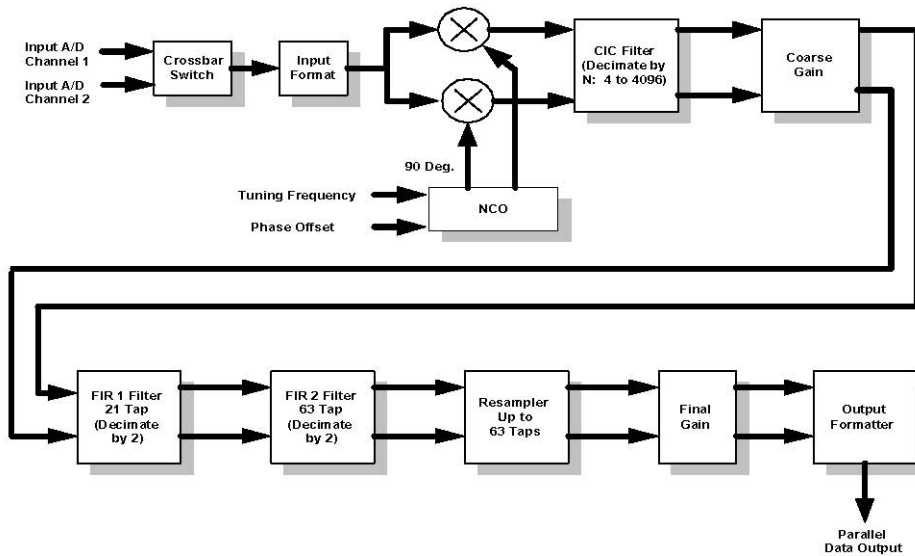 Input A/D
Channel 1
Input A/D
Channel 2
Crossbar
Switch
Input
Format
CIC Filter
(Decimate by
N: 4 to 4096)
Coarse
Gain
90 Deg.
Tuning Frequency
Phase Offset
NCO
FIR 1 Filter
21 Tap
(Decimate
by 2)
FIR 2 Filter
63 Tap
(Decimate
by 2)
Resampler
Up to
63 Taps
Final
Gain
Output
Formatter
Parallel
Data Output